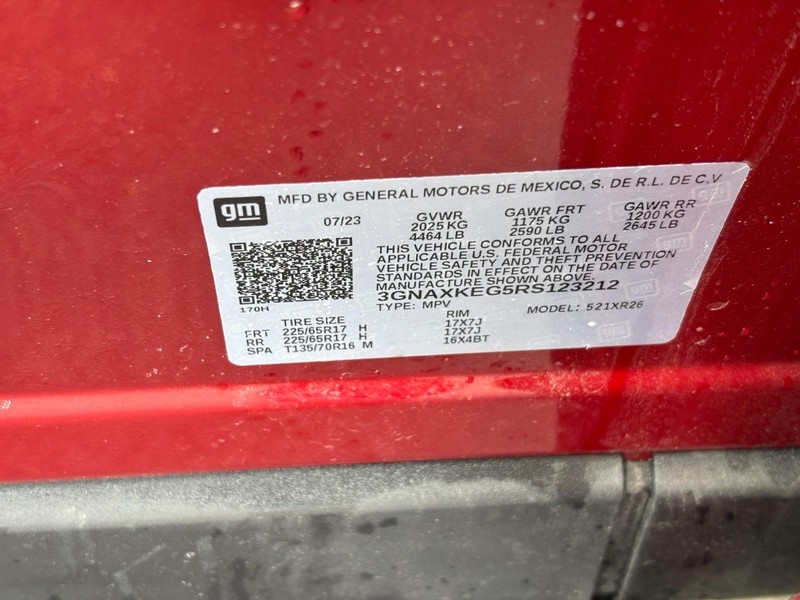 gm
MFD BY GENERAL MOTORS DE MEXICO, S. DE R.L. DE C.V
07/23 GVWR GAWR FRT GAWR RR
2025 KG 1175 KG 1200 KG
4464 LB 2590 LB 2645 LB
THIS VEHICLE CONFORMS TO ALL
APPLICABLE U.S. FEDERAL MOTOR
VEHICLE SAFETY AND THEFT PREVENTION
STANDARDS IN EFFECT ON THE DATE OF
MANUFACTURE SHOWN ABOVE.
3GNAXKEG5RS123212
170H
TYPE: MPV MODEL: 521XR26
TIRE SIZE RIM
FRT 225/65R17 H 17X7J
RR 225/65R17 H 17X7J
SPA T135/70R16 M 16X4BT